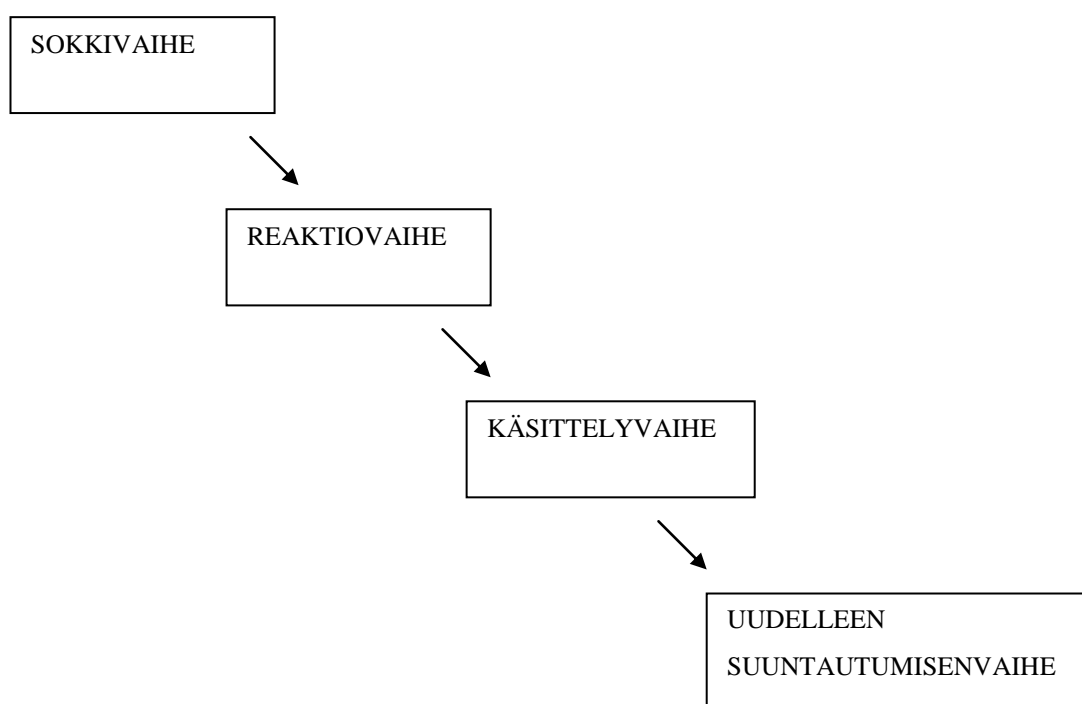 SOKKIVAIHE
REAKTIOVAIHE
KÄSITTELYVAIHE
UUDELLEEN
SUUNTAUTUMISENVAIHE